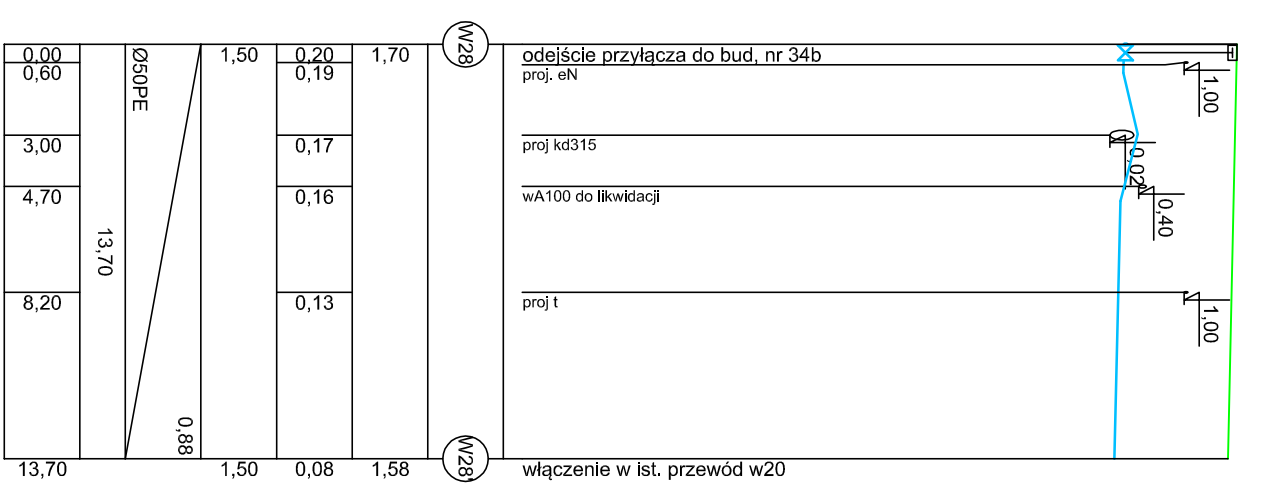 0,00 1,50 0,20 1,70 W28 odejście przyłącza do bud, nr 34b
0,60 0,19 proj. eN 1,00
Ø50PE
3,00 0,17 proj kd315 0,02
4,70 0,16 wA100 do likwidacji 0,40
13,70
8,20 0,13 proj t 1,00
0,88
13,70 1,50 0,08 1,58 W28' włączenie w ist. przewód w20